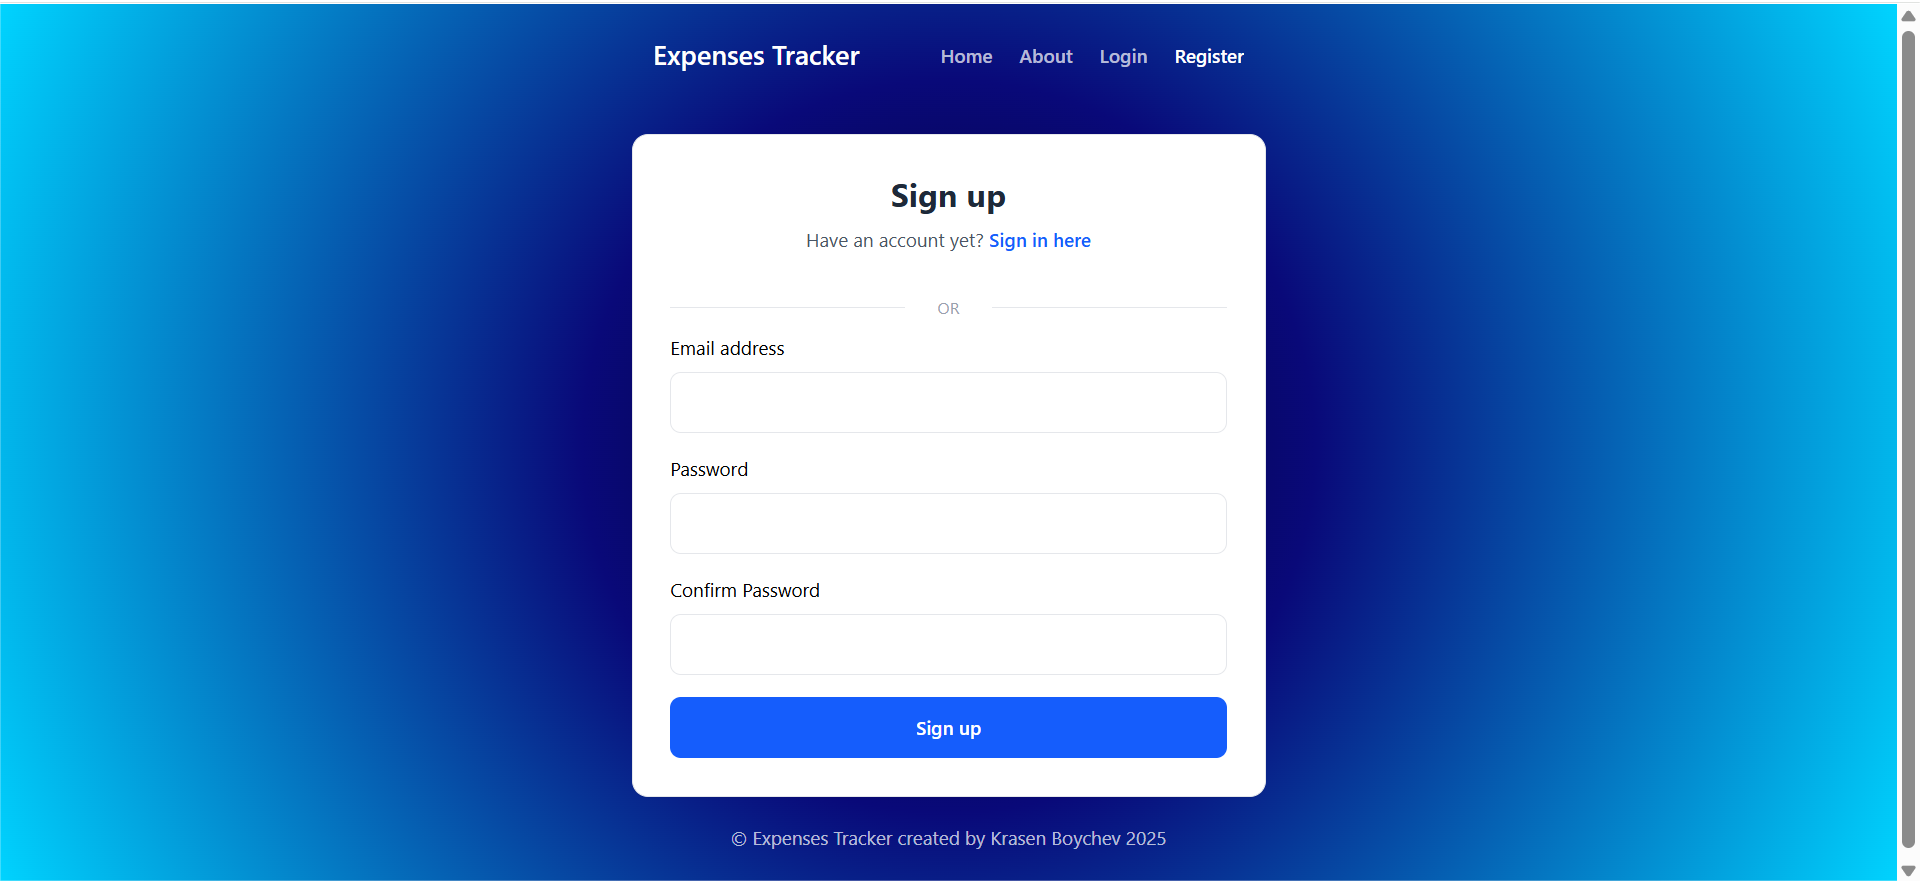 Expenses Tracker Home About Login Register
Sign up
Have an account yet? Sign in here
OR
Email address
Password
Confirm Password
Sign up
© Expenses Tracker created by Krasen Boychev 2025